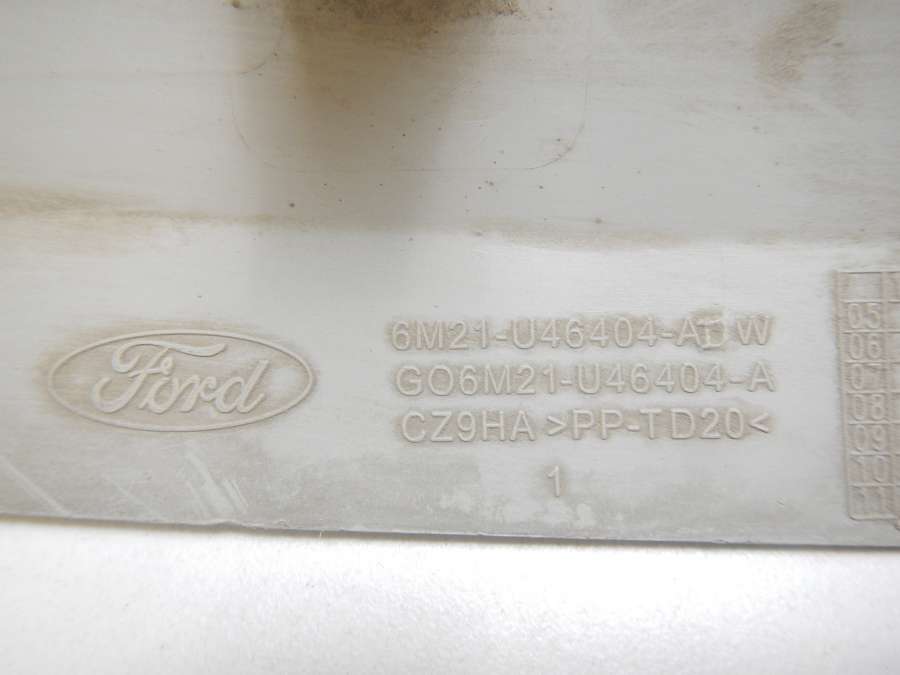 Ford
6M21-U46404-ADW
GO6M21-U46404-A
CZ9HA >PP-TD20<
1
05
06
07
08
09
10
11